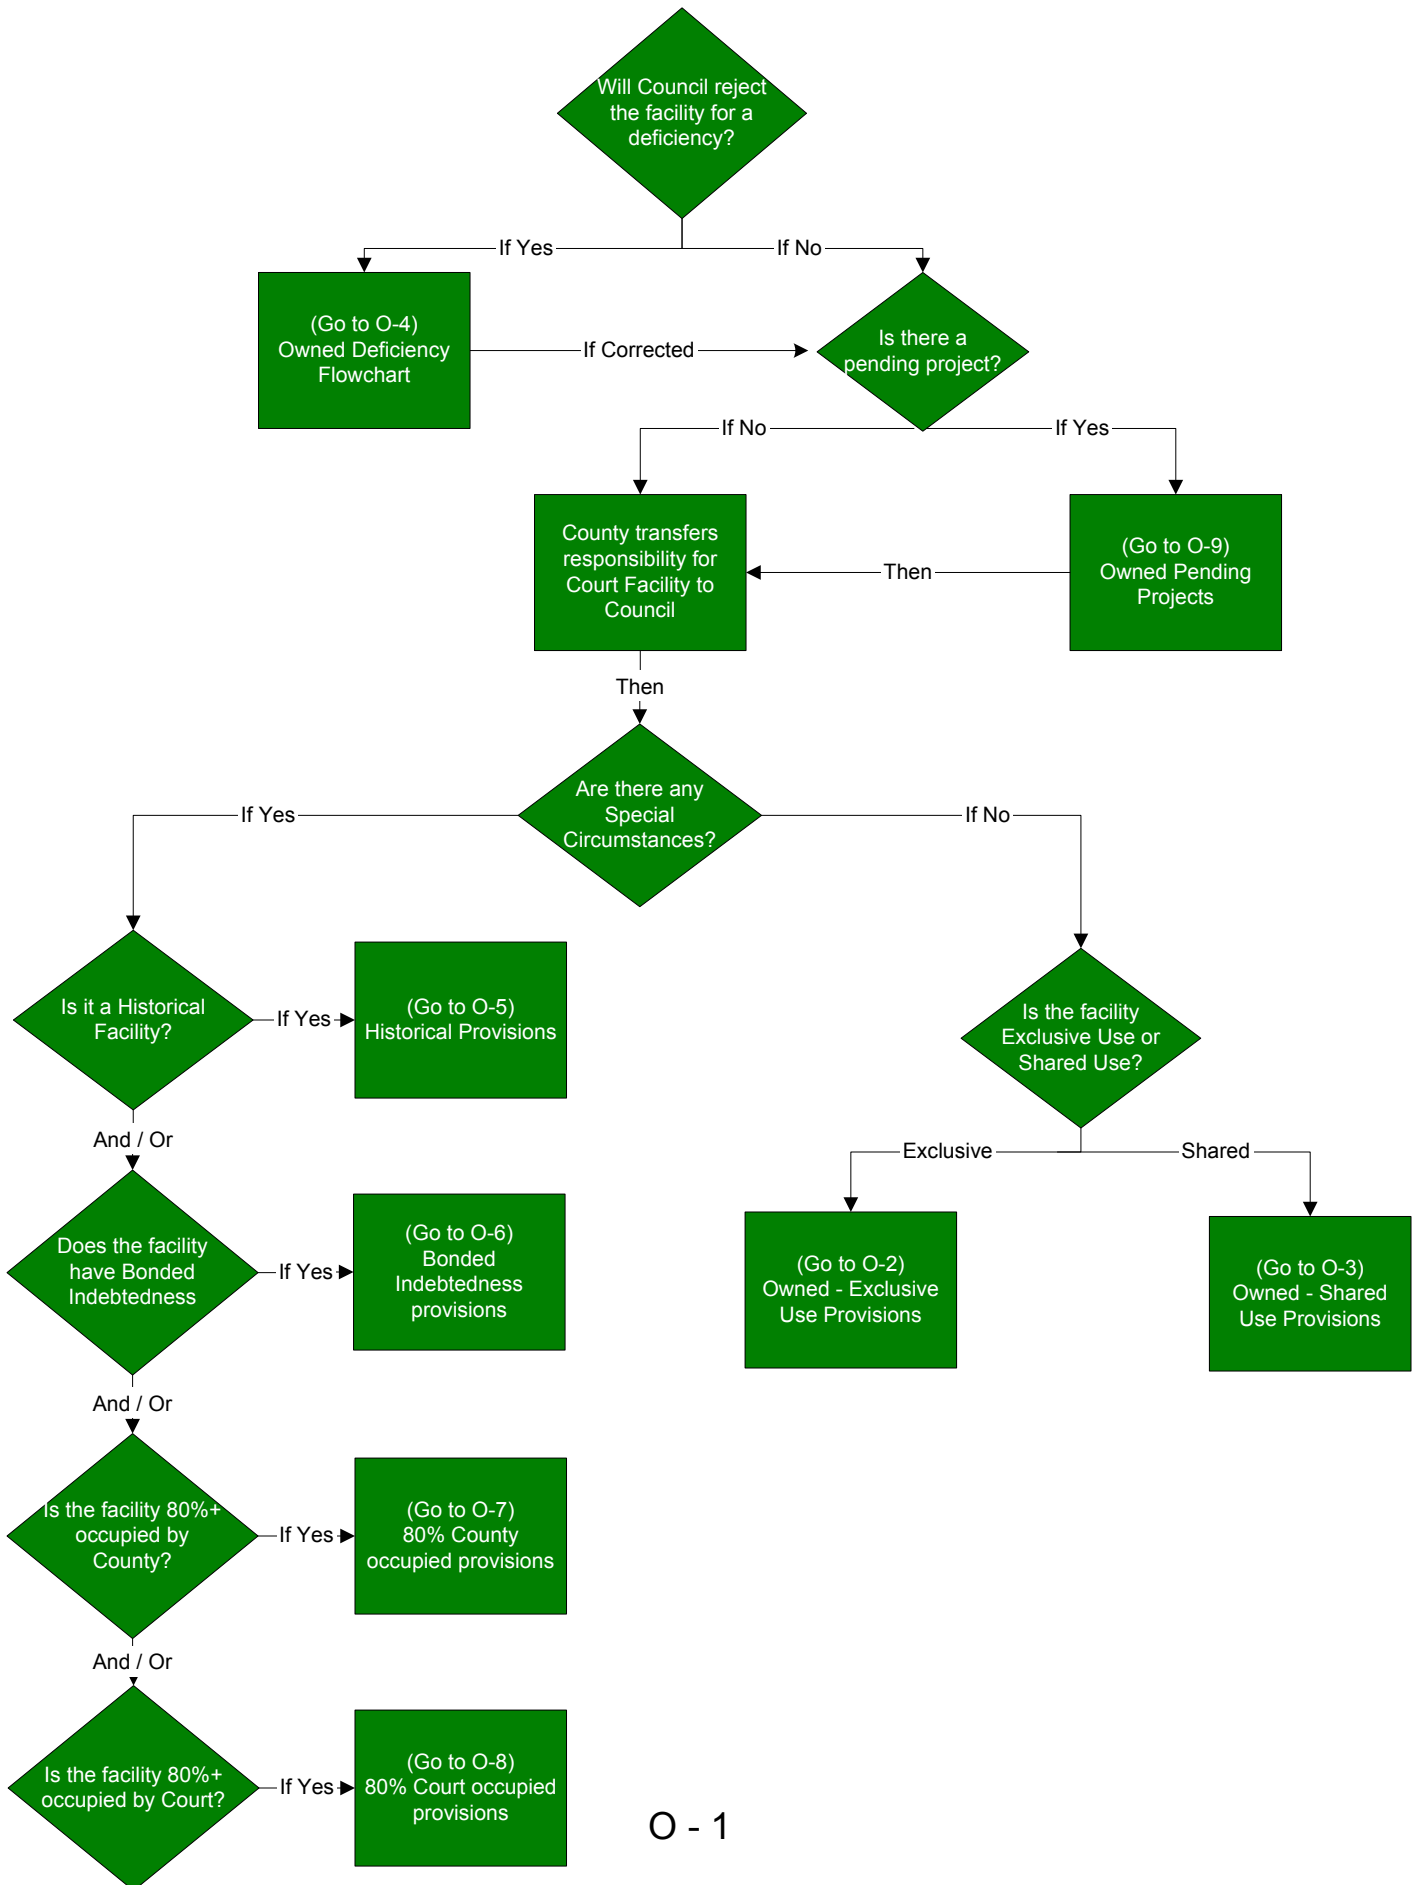 Will Council reject
the facility for a
deficiency?
If Yes
If No
(Go to O-4)
Owned Deficiency
Flowchart
If Corrected
Is there a
pending project?
If No
If Yes
County transfers
responsibility for
Court Facility to
Council
Then
(Go to O-9)
Owned Pending
Projects
Then
Are there any
Special
Circumstances?
If Yes
If No
Is it a Historical
Facility?
If Yes
(Go to O-5)
Historical Provisions
Is the facility
Exclusive Use or
Shared Use?
And / Or
Exclusive
Shared
Does the facility
have Bonded
Indebtedness
If Yes
(Go to O-6)
Bonded
Indebtedness
provisions
(Go to O-2)
Owned - Exclusive
Use Provisions
(Go to O-3)
Owned - Shared
Use Provisions
And / Or
Is the facility 80%+
occupied by
County?
If Yes
(Go to O-7)
80% County
occupied provisions
And / Or
Is the facility 80%+
occupied by Court?
If Yes
(Go to O-8)
80% Court occupied
provisions
O - 1